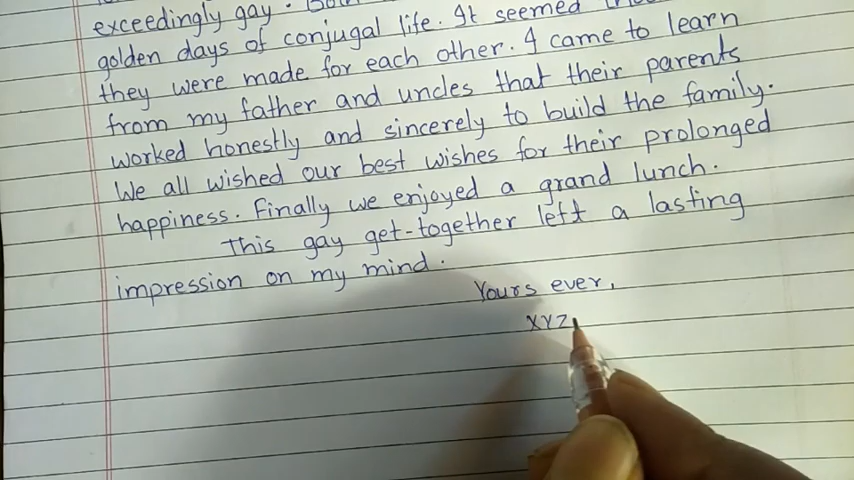 exceedingly gay. Both
golden days of conjugal life. It seemed
they were made for each other. I came to learn
from my father and uncles that their parents
worked honestly and sincerely to build the family.
We all wished our best wishes for their prolonged
happiness. Finally we enjoyed a grand lunch.
This gay get-together left a lasting
impression on my mind.
Yours ever,
XYZ